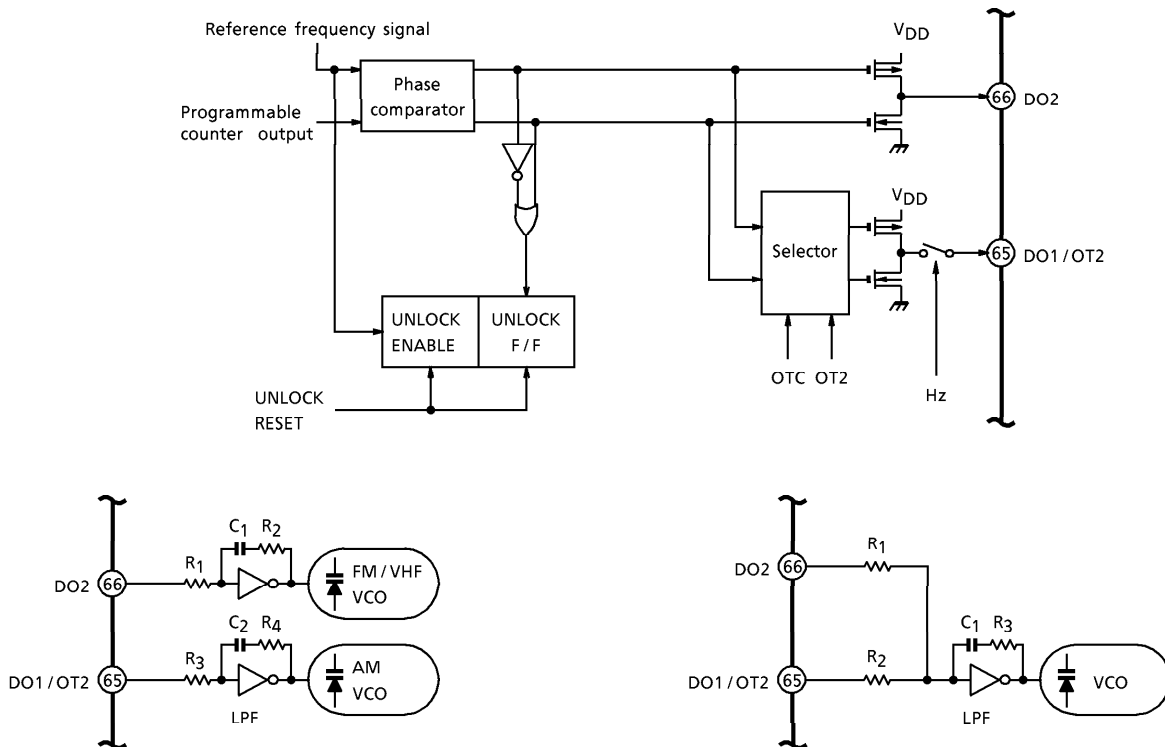 Reference frequency signal
Programmable
counter output
Phase
comparator
VDD
66 DO2
VDD
Selector
65 DO1/OT2
OTC OT2
Hz
UNLOCK
ENABLE
UNLOCK
F/F
UNLOCK
RESET
DO2 66
R1
C1 R2
FM/VHF
VCO
DO1/OT2 65
R3
C2 R4
LPF
AM
VCO
DO2 66
R1
DO1/OT2 65
R2
C1 R3
LPF
VCO